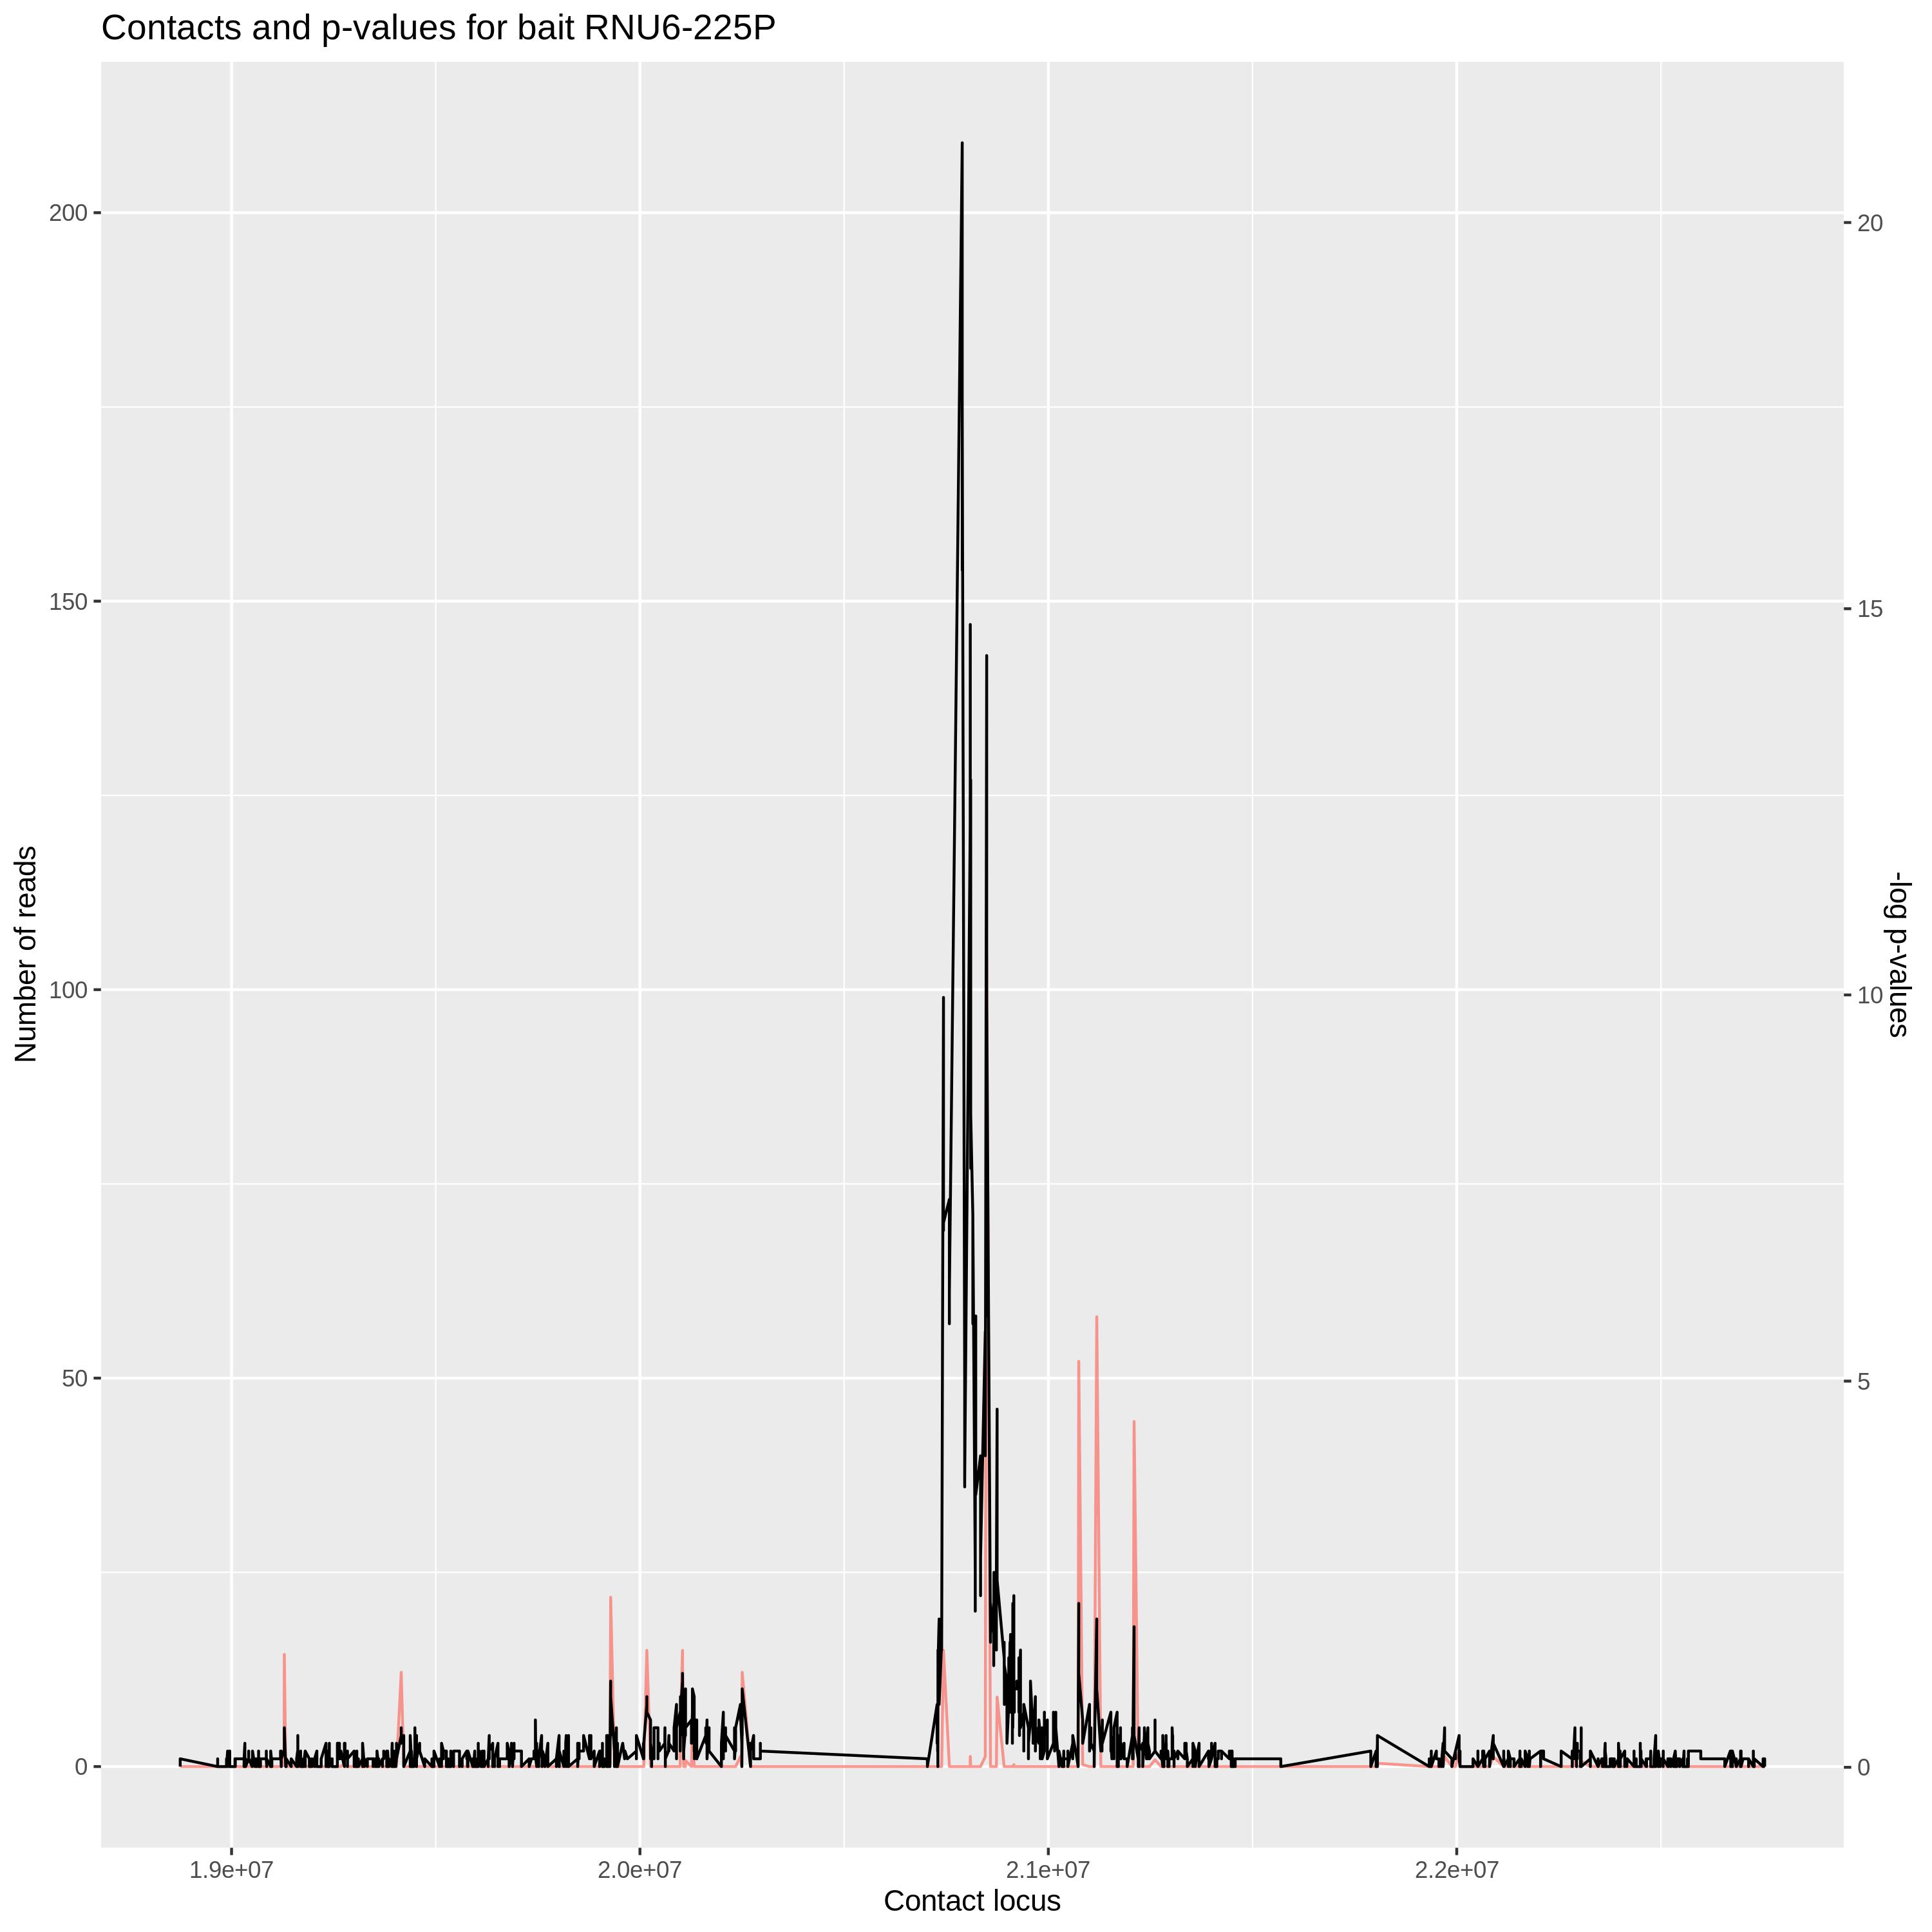 Contacts and p-values for bait RNU6-225P
200
150
100
50
0
20
15
10
5
0
Number of reads
-log p-values
1.9e+07
2.0e+07
2.1e+07
2.2e+07
Contact locus